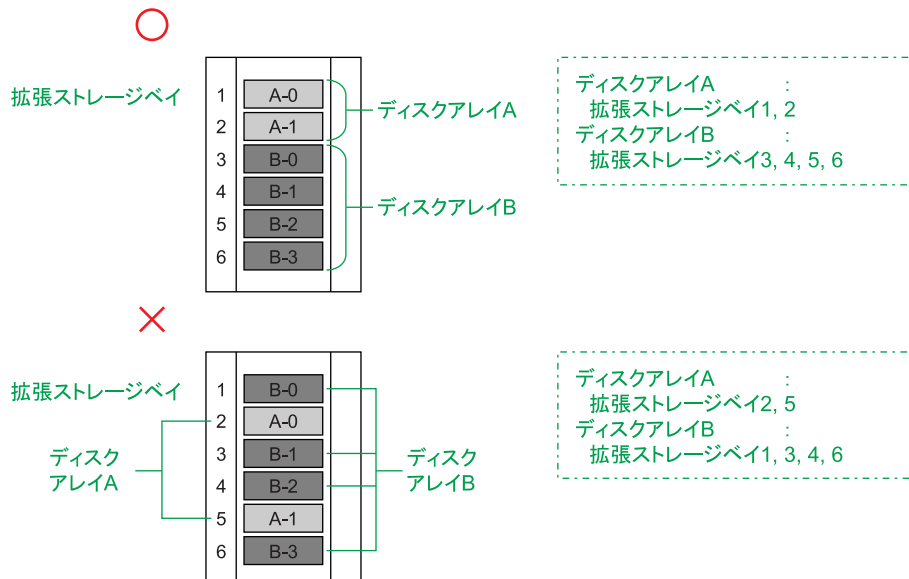 拡張ストレージベイ
1 A-0
2 A-1
3 B-0
4 B-1
5 B-2
6 B-3
ディスクアレイA
ディスクアレイB
ディスクアレイA :
拡張ストレージベイ1, 2
ディスクアレイB :
拡張ストレージベイ3, 4, 5, 6
拡張ストレージベイ
1 B-0
2 A-0
3 B-1
4 B-2
5 A-1
6 B-3
ディスク
アレイA
ディスク
アレイB
ディスクアレイA :
拡張ストレージベイ2, 5
ディスクアレイB :
拡張ストレージベイ1, 3, 4, 6